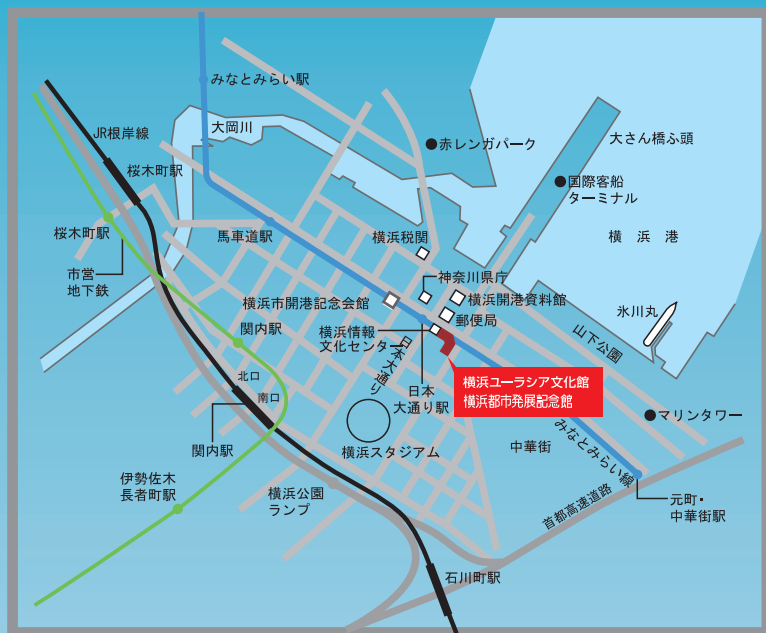 みなとみらい駅
大岡川
JR根岸線
赤レンガパーク
大さん橋ふ頭
桜木町駅
国際客船
ターミナル
桜木町駅
馬車道駅
横浜税関
横 浜 港
市営
地下鉄
神奈川県庁
横浜市開港記念会館
横浜開港資料館
氷川丸
関内駅
横浜情報
文化センター
郵便局
山下公園
日本大通り
北口
南口
日本
大通り駅
横浜ユーラシア文化館
横浜都市発展記念館
マリンタワー
みなとみらい線
関内駅
横浜スタジアム
中華街
伊勢佐木
長者町駅
横浜公園
ランプ
首都高速道路
元町・
中華街駅
石川町駅